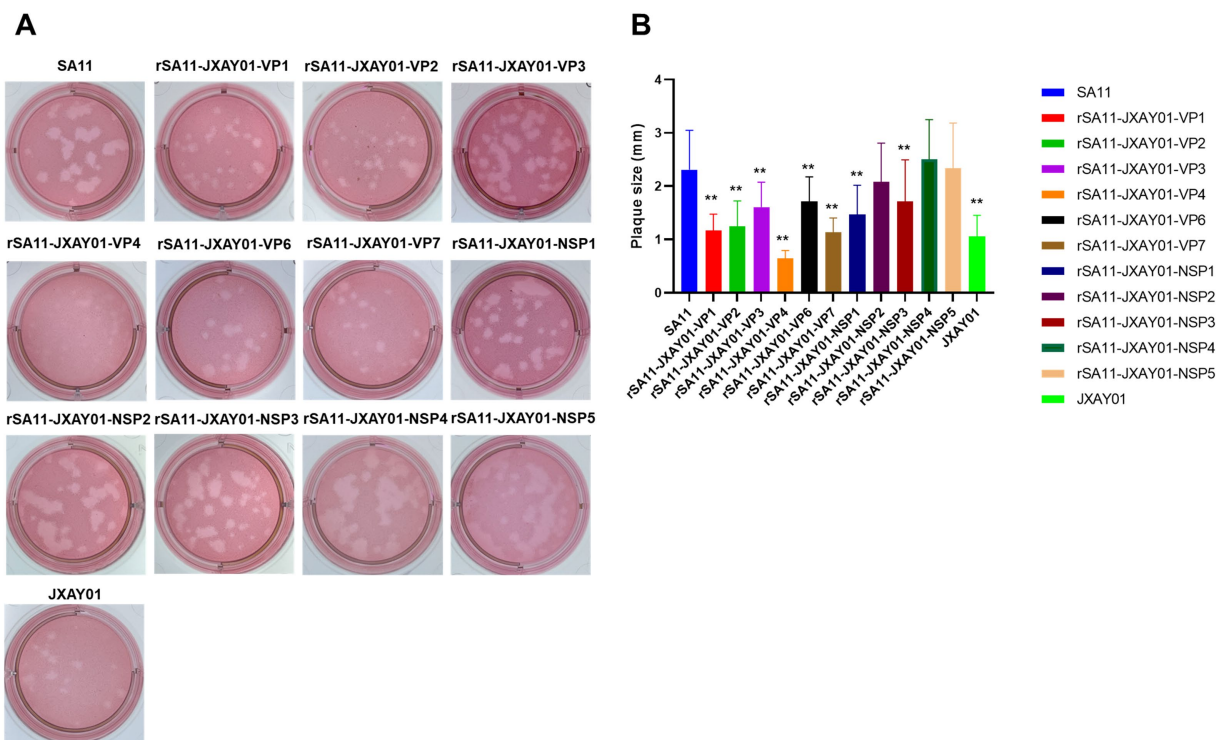 A
B
SA11
rSA11-JXAY01-VP1
rSA11-JXAY01-VP2
rSA11-JXAY01-VP3
rSA11-JXAY01-VP4
rSA11-JXAY01-VP6
rSA11-JXAY01-VP7
rSA11-JXAY01-NSP1
rSA11-JXAY01-NSP2
rSA11-JXAY01-NSP3
rSA11-JXAY01-NSP4
rSA11-JXAY01-NSP5
JXAY01
Plaque size (mm)
4
3
2
1
0
**
**
**
**
**
**
**
**
**
SA11
rSA11-JXAY01-VP1
rSA11-JXAY01-VP2
rSA11-JXAY01-VP3
rSA11-JXAY01-VP4
rSA11-JXAY01-VP6
rSA11-JXAY01-VP7
rSA11-JXAY01-NSP1
rSA11-JXAY01-NSP2
rSA11-JXAY01-NSP3
rSA11-JXAY01-NSP4
rSA11-JXAY01-NSP5
JXAY01
SA11
rSA11-JXAY01-VP1
rSA11-JXAY01-VP2
rSA11-JXAY01-VP3
rSA11-JXAY01-VP4
rSA11-JXAY01-VP6
rSA11-JXAY01-VP7
rSA11-JXAY01-NSP1
rSA11-JXAY01-NSP2
rSA11-JXAY01-NSP3
rSA11-JXAY01-NSP4
rSA11-JXAY01-NSP5
JXAY01